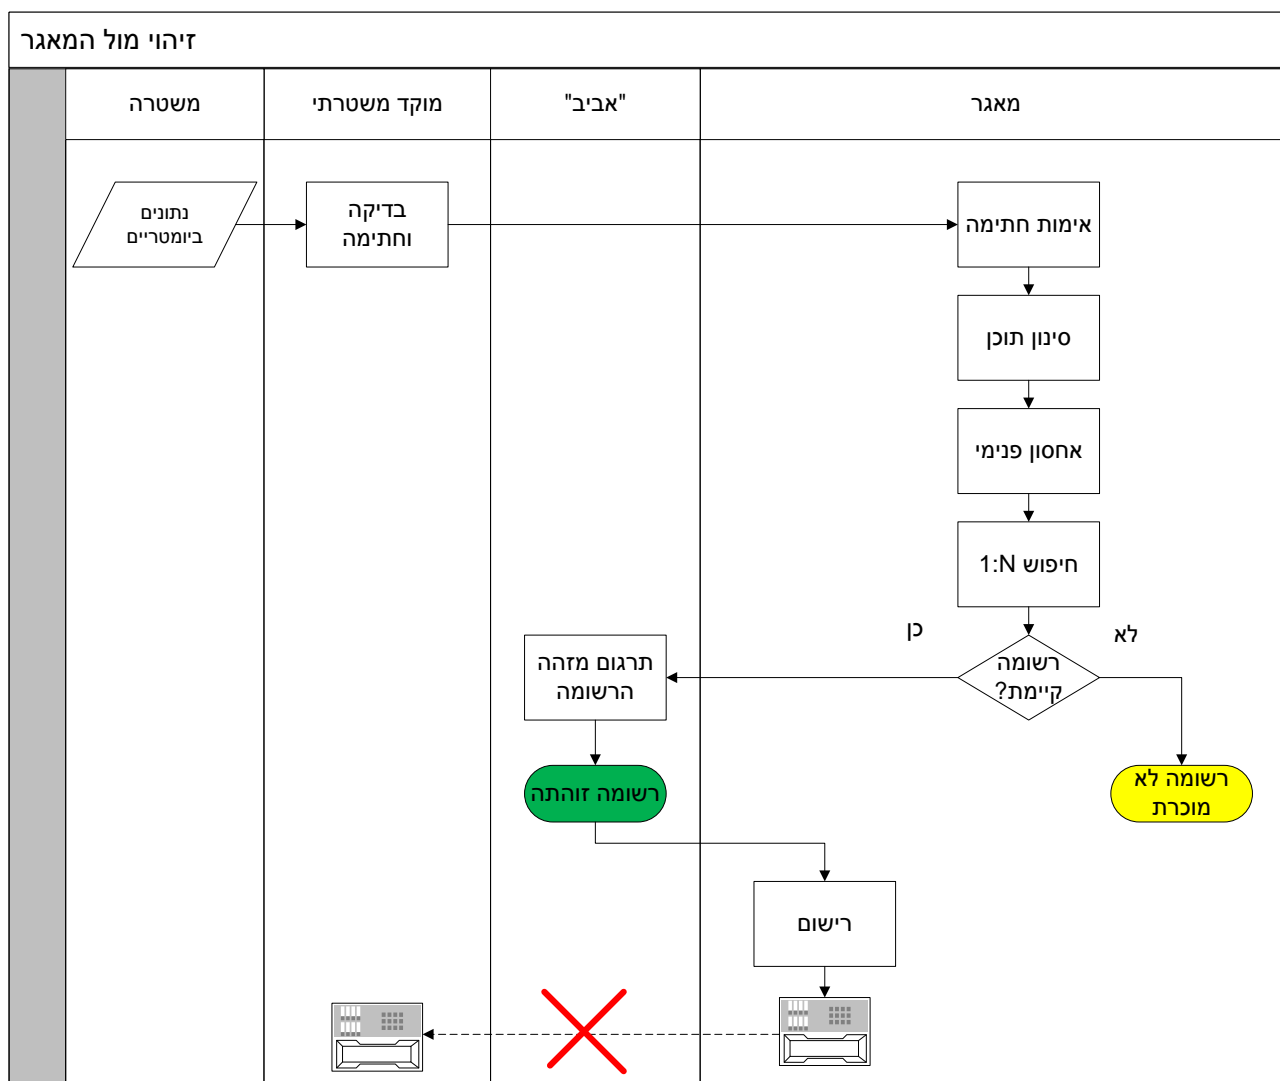 זיהוי מול המאגר
מאגר
"אביב"
מוקד משטרתי
משטרה
נתונים
ביומטריים
בדיקה
וחתימה
אימות חתימה
סינון תוכן
אחסון פנימי
חיפוש 1:N
רשומה
קיימת?
כן
לא
תרגום מזהה
הרשומה
רשומה זוהתה
רשומה לא
מוכרת
רישום